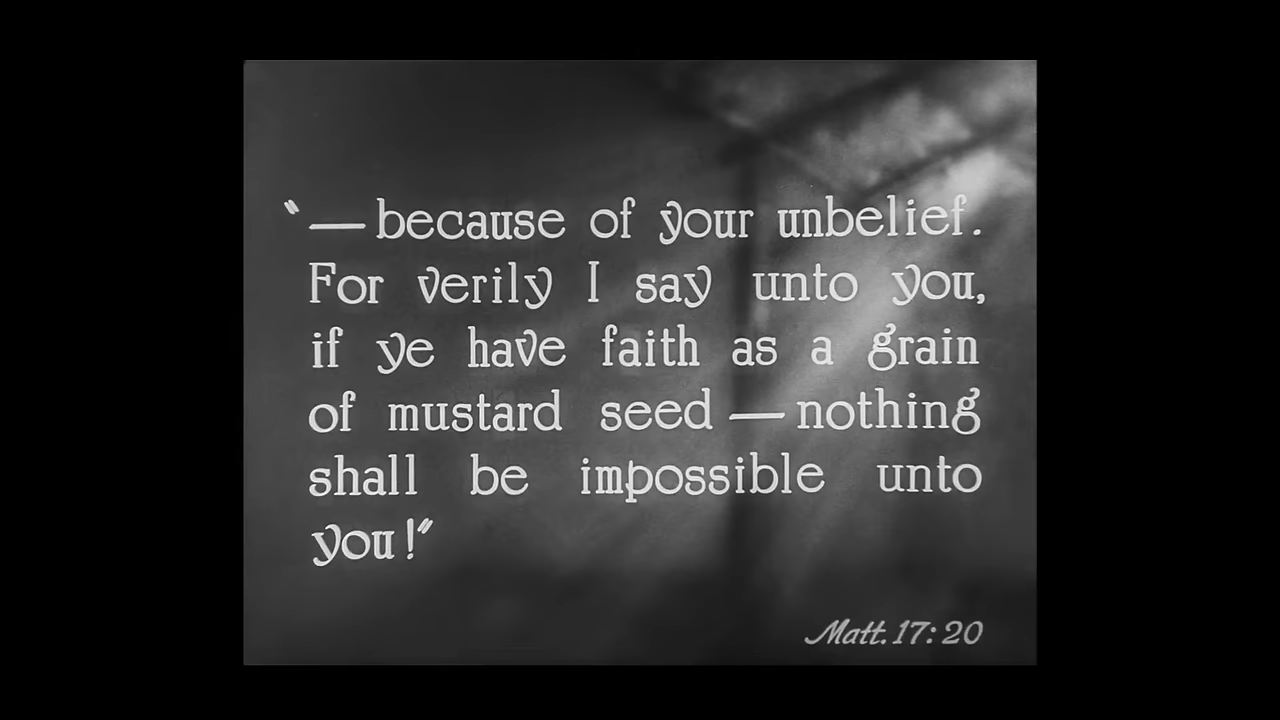 “—because of your unbelief.
For verily I say unto you,
if ye have faith as a grain
of mustard seed—nothing
shall be impossible unto
you!”
Matt. 17:20